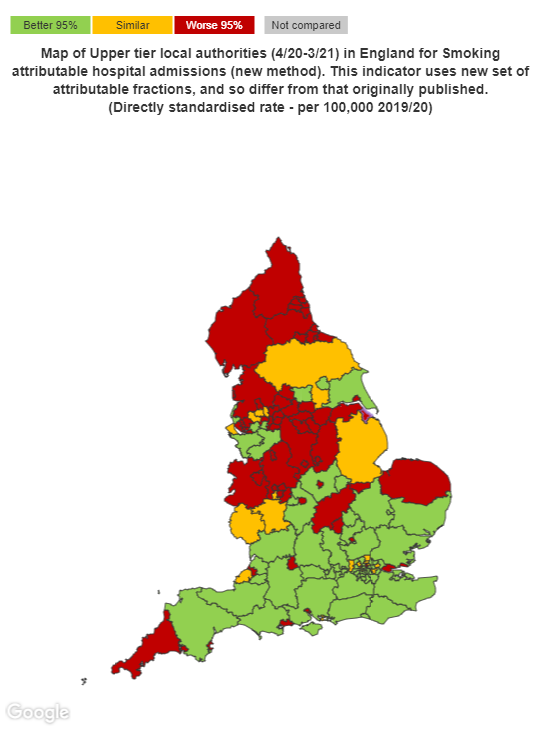 Better 95% Similar Worse 95% Not compared
Map of Upper tier local authorities (4/20-3/21) in England for Smoking
attributable hospital admissions (new method). This indicator uses new set of
attributable fractions, and so differ from that originally published.
(Directly standardised rate - per 100,000 2019/20)
Google